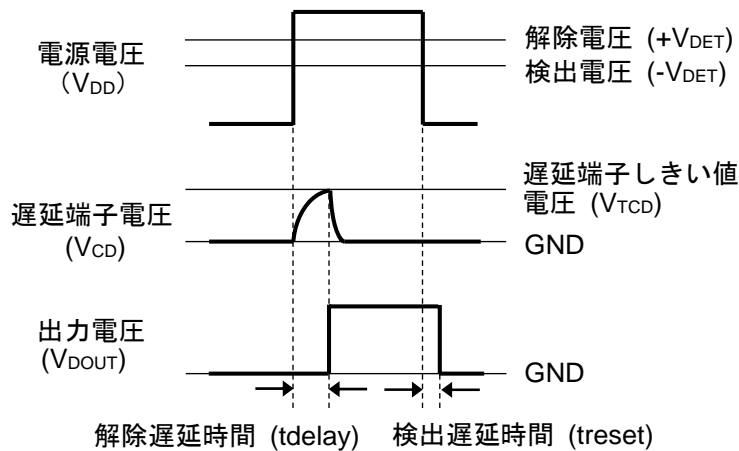 電源電圧
（VDD）
解除電圧 (+VDET)
検出電圧 (-VDET)
遅延端子電圧
(VCD)
遅延端子しきい値
電圧 (VTCD)
GND
出力電圧
(VDOUT)
GND
解除遅延時間 (tdelay)
検出遅延時間 (treset)